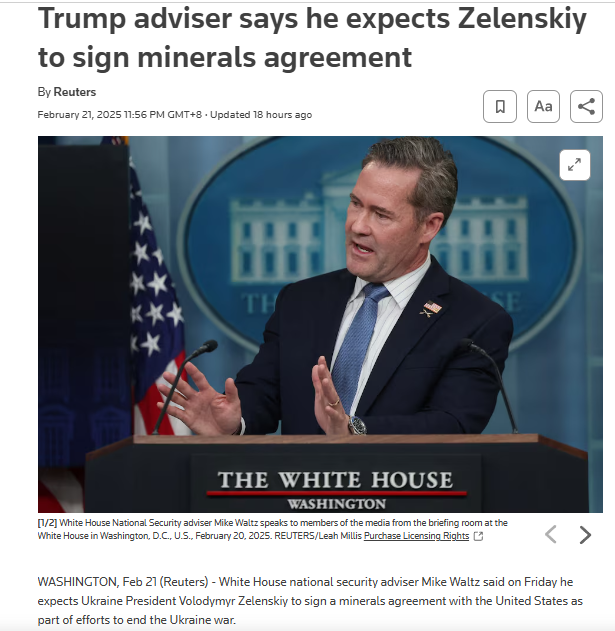 Trump adviser says he expects Zelenskiy
to sign minerals agreement
By Reuters
February 21, 2025 11:56 PM GMT+8 · Updated 18 hours ago
Aa
TH
SE
THE WHITE HOUSE
WASHINGTON
[1/2] White House National Security adviser Mike Waltz speaks to members of the media from the briefing room at the
White House in Washington, D.C., U.S., February 20, 2025. REUTERS/Leah Millis Purchase Licensing Rights
WASHINGTON, Feb 21 (Reuters) - White House national security adviser Mike Waltz said on Friday he
expects Ukraine President Volodymyr Zelenskiy to sign a minerals agreement with the United States as
part of efforts to end the Ukraine war.